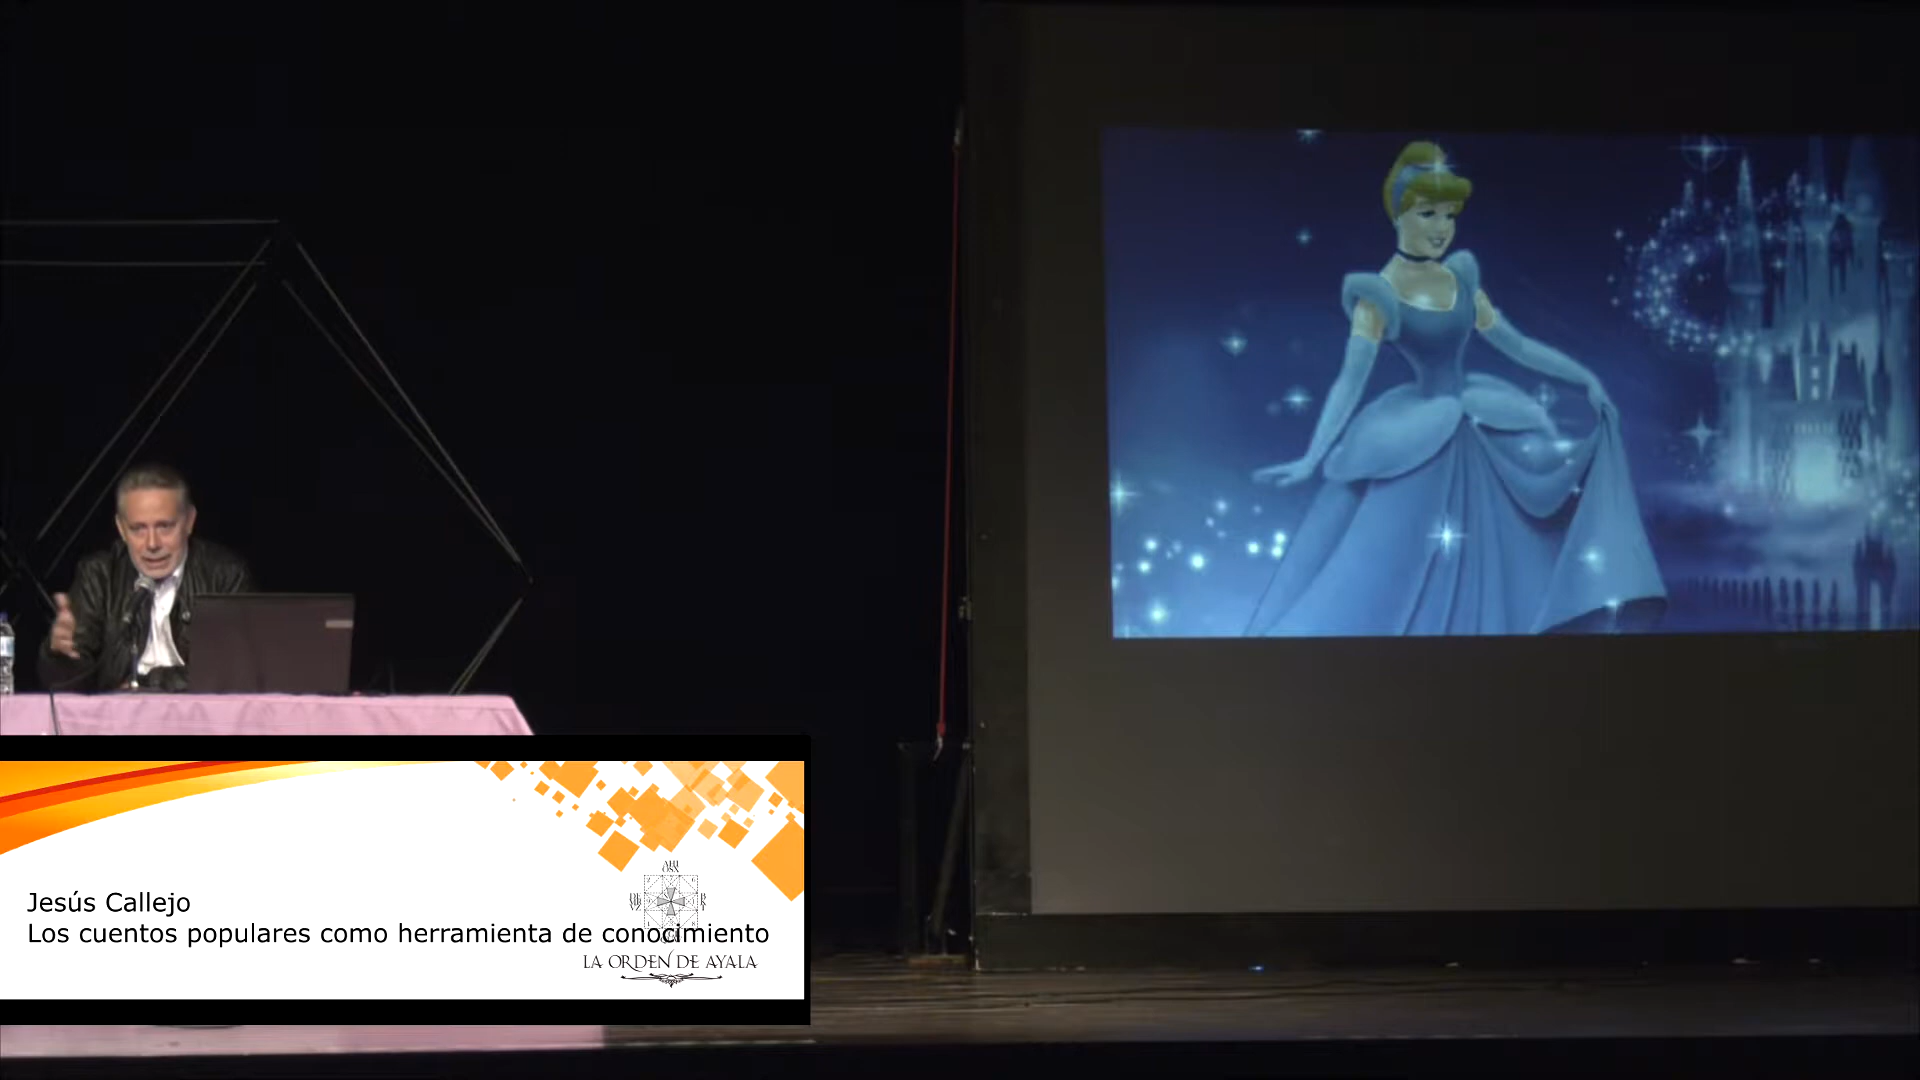 Jesús Callejo
Los cuentos populares como herramienta de conocimiento
LA ORDEN DE AYALA